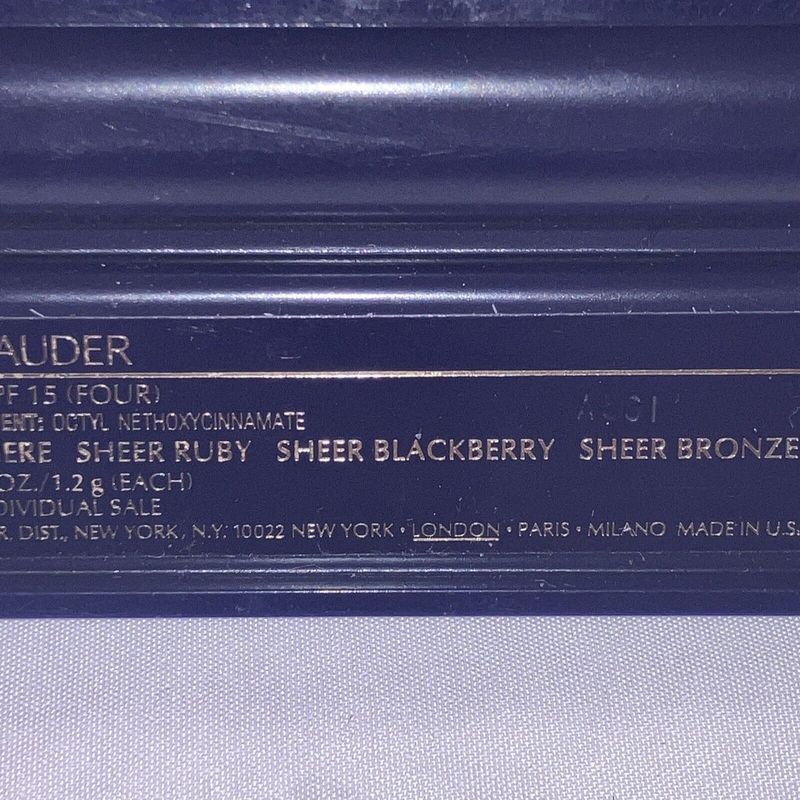 AUDER
PF 15 (FOUR)
ENT: OCTYL NETHOXYCINNAMATE
ERE SHEER RUBY SHEER BLACKBERRY SHEER BRONZE
OZ./1.2 g (EACH)
DIVIDUAL SALE
R. DIST., NEW YORK, N.Y. 10022 NEW YORK • LONDON • PARIS • MILANO MADE IN U.S.